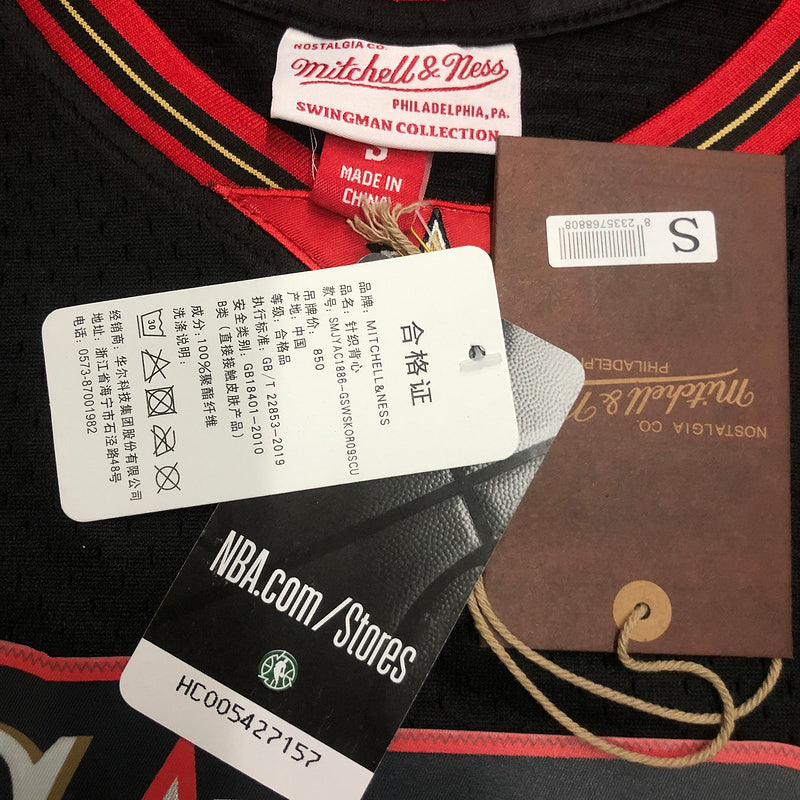 NOSTALGIA CO.
Mitchell & Ness
PHILADELPHIA, PA.
SWINGMAN COLLECTION
S
MADE IN
CHINA
S
8 2335768808
NOSTALGIA CO.
Mitchell &
合格证
品牌: MITCHELL&NESS
品名: 针织背心
款号: SMJYAC1886-GSWSKOR09SCU
吊牌价: 850
产地: 中国
等级: 合格品
执行标准: GB/T 22853-2019
安全类别: GB18401-2010
B类 (直接接触皮肤产品)
成分: 100%聚酯纤维
洗涤说明:
30
经销商: 华尔科技集团股份有限公司
地址: 浙江省海宁市石泾路48号
电话: 0573-87001982
NBA.com/Stores
HC005427157